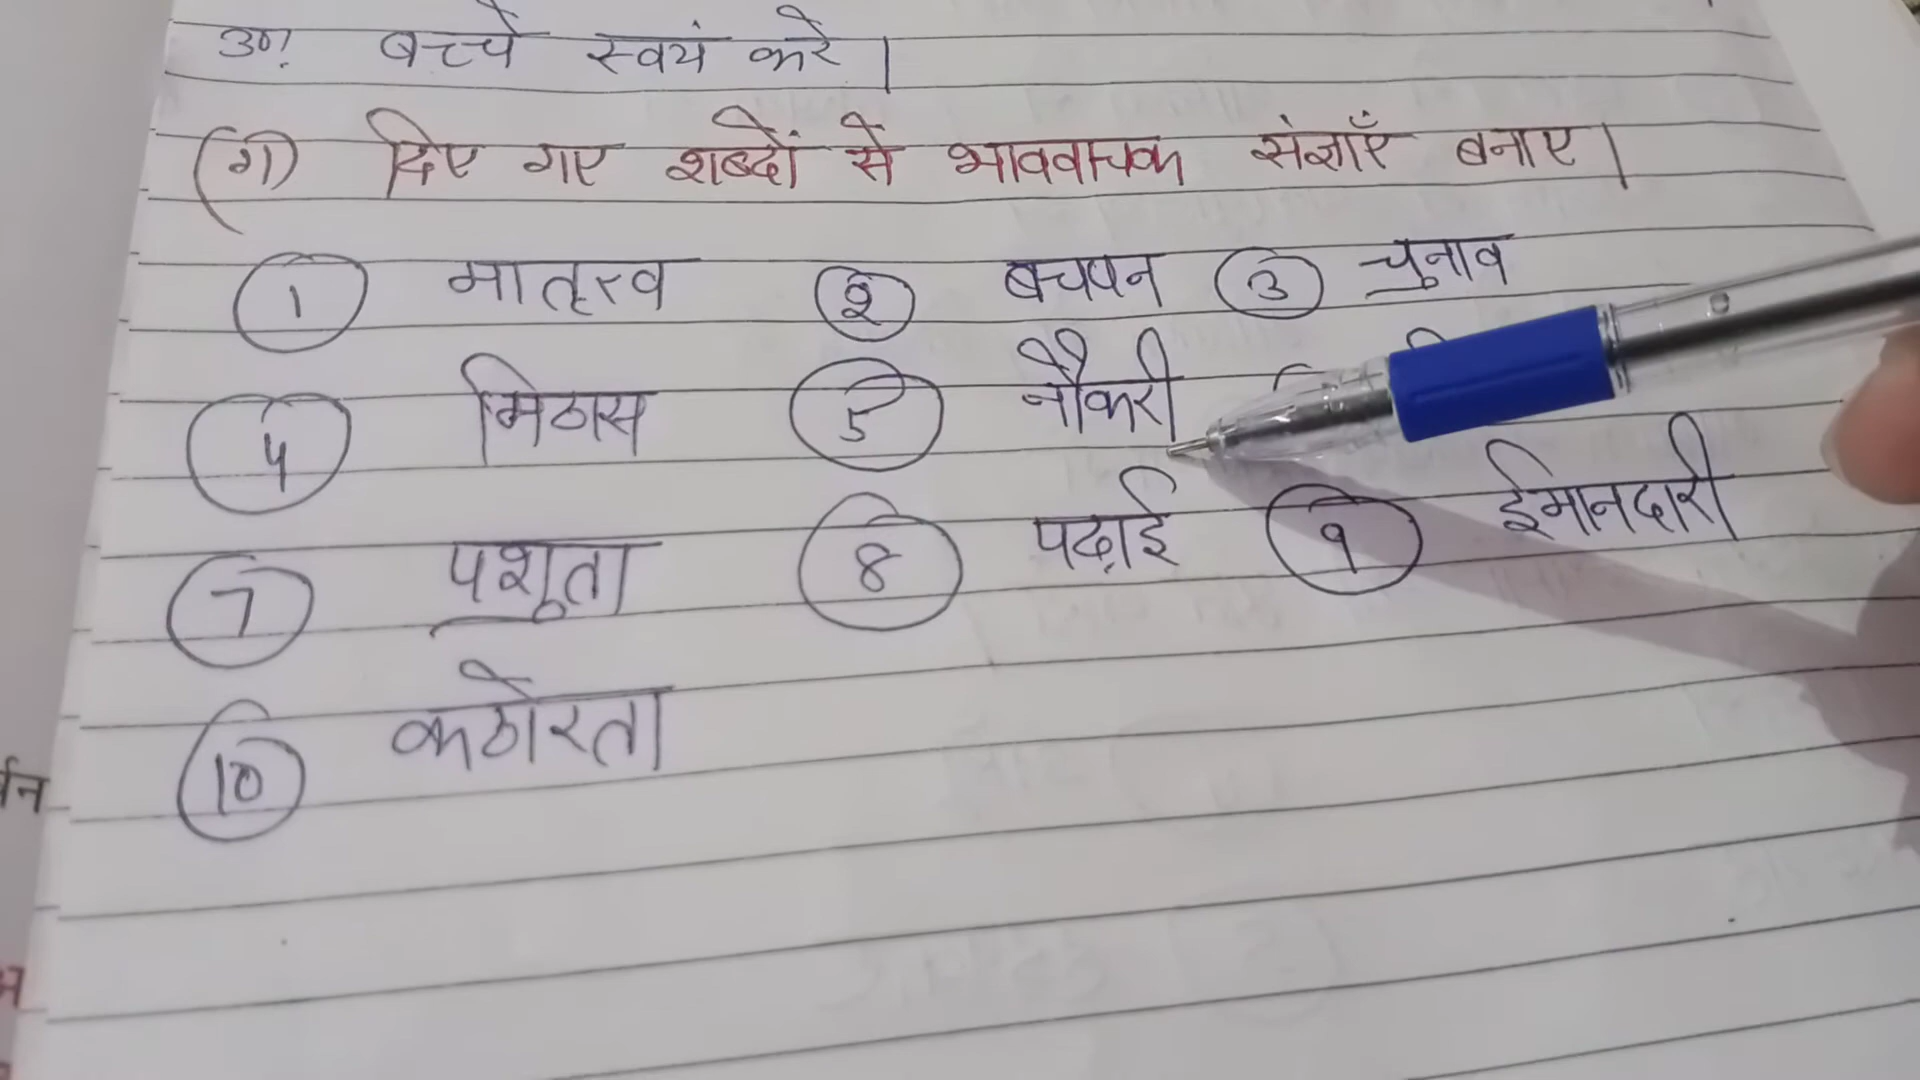 उ०! बच्चे स्वयं करे।
(ग) दिए गए शब्दों से भाववाचक संज्ञाएँ बनाए।
1 मातृत्व 2 बचपन 3 चुनाव
4 मिठास 5 नौकरी
7 पशुता 8 पढ़ाई 9 ईमानदारी
10 कठोरता